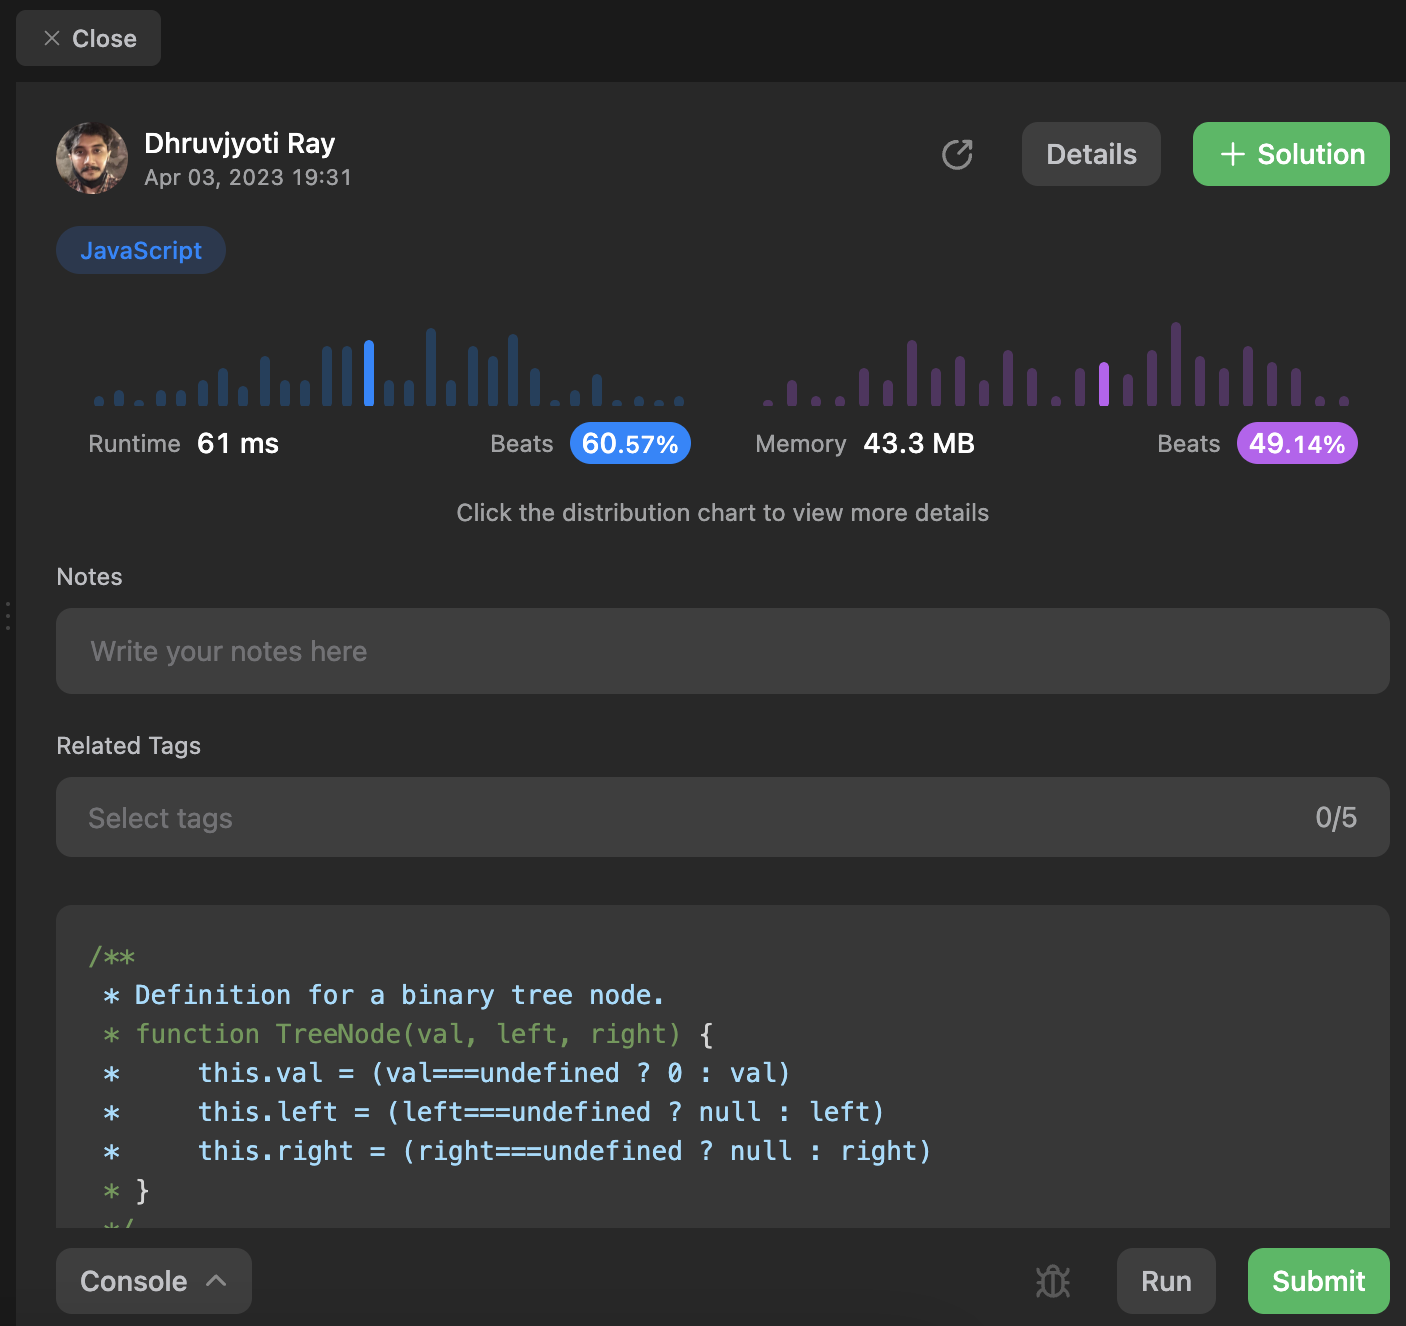 Close
Dhruvjyoti Ray
Apr 03, 2023 19:31
Details
+ Solution
JavaScript
Runtime 61 ms Beats 60.57%
Memory 43.3 MB Beats 49.14%
Click the distribution chart to view more details
Notes
Write your notes here
Related Tags
Select tags 0/5
/**
 * Definition for a binary tree node.
 * function TreeNode(val, left, right) {
 *     this.val = (val===undefined ? 0 : val)
 *     this.left = (left===undefined ? null : left)
 *     this.right = (right===undefined ? null : right)
 * }
 */
Console
Run
Submit